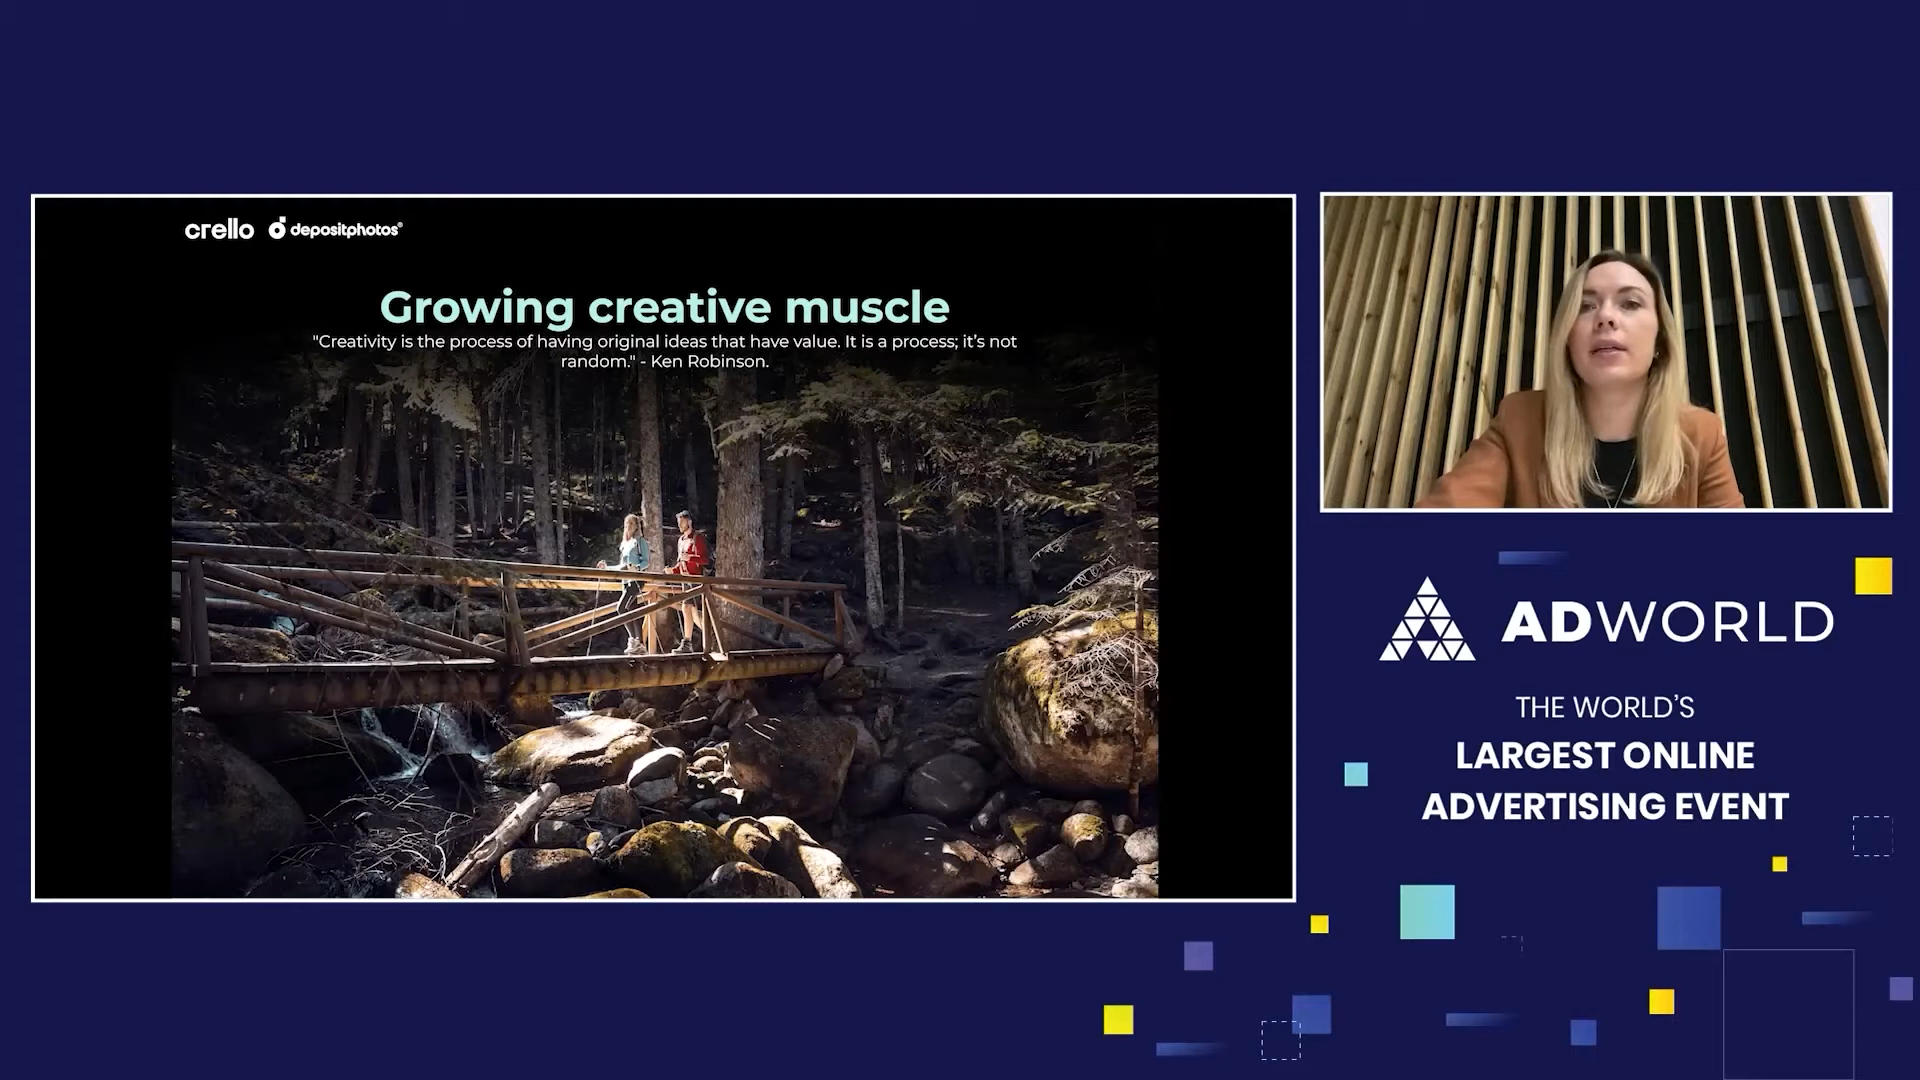 crello depositphotos®
Growing creative muscle
"Creativity is the process of having original ideas that have value. It is a process; it's not
random." - Ken Robinson.
ADWORLD
THE WORLD'S
LARGEST ONLINE
ADVERTISING EVENT